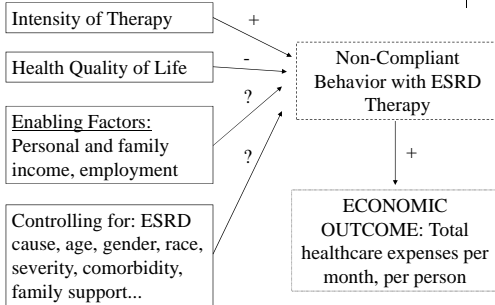 Intensity of Therapy
+
Health Quality of Life
-
Enabling Factors:
Personal and family
income, employment
?
Controlling for: ESRD
cause, age, gender, race,
severity, comorbidity,
family support...
?
Non-Compliant
Behavior with ESRD
Therapy
+
ECONOMIC
OUTCOME: Total
healthcare expenses per
month, per person